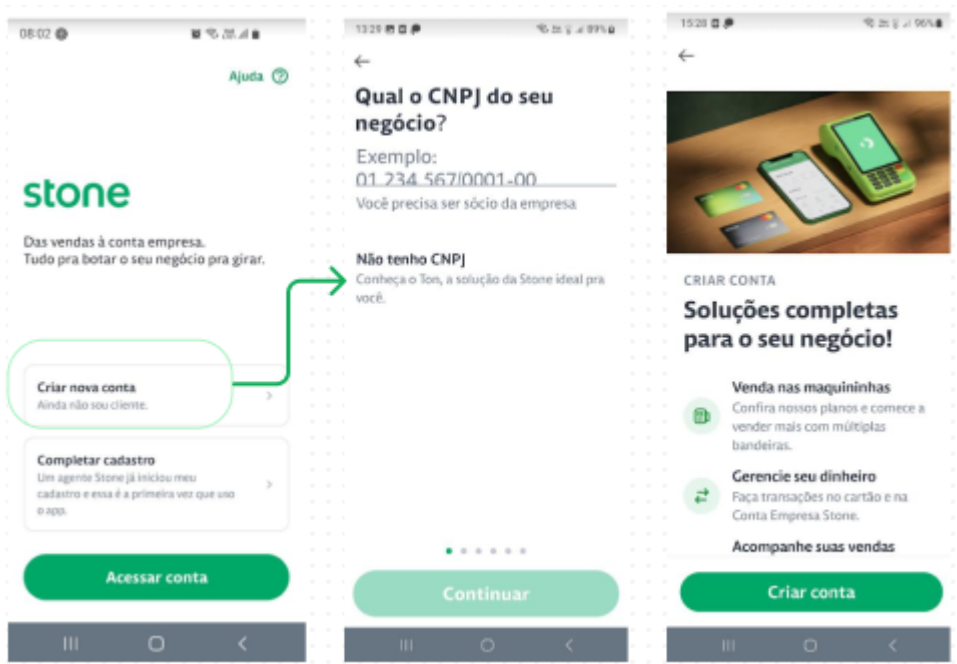 08:02
Ajuda
stone
Das vendas à conta empresa.
Tudo pra botar o seu negócio pra girar.
Criar nova conta
Ainda não sou cliente.
Completar cadastro
Um agente Stone já iniciou meu
cadastro e essa é a primeira vez que uso
o app.
Acessar conta
13:29
89%
Qual o CNPJ do seu
negócio?
Exemplo:
01.234.567/0001-00
Você precisa ser sócio da empresa
Não tenho CNPJ
Conheça o Ton, a solução da Stone ideal pra
você.
Continuar
15:28
96%
CRIAR CONTA
Soluções completas
para o seu negócio!
Venda nas maquininhas
Confira nossos planos e comece a
vender mais com múltiplas
bandeiras.
Gerencie seu dinheiro
Faça transações no cartão e na
Conta Empresa Stone.
Acompanhe suas vendas
Criar conta